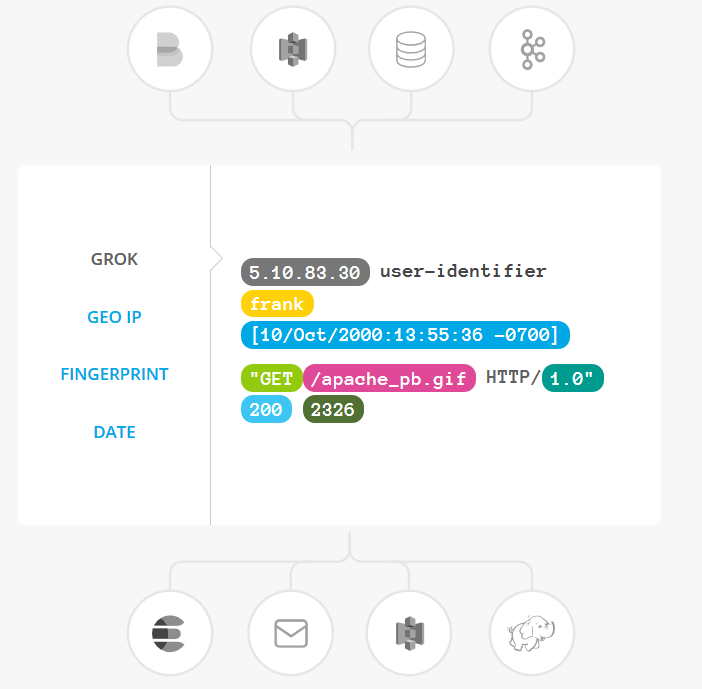 GROK
GEO IP
FINGERPRINT
DATE
5.10.83.30 user-identifier
frank
[10/Oct/2000:13:55:36 -0700]
"GET /apache_pb.gif HTTP/1.0"
200 2326